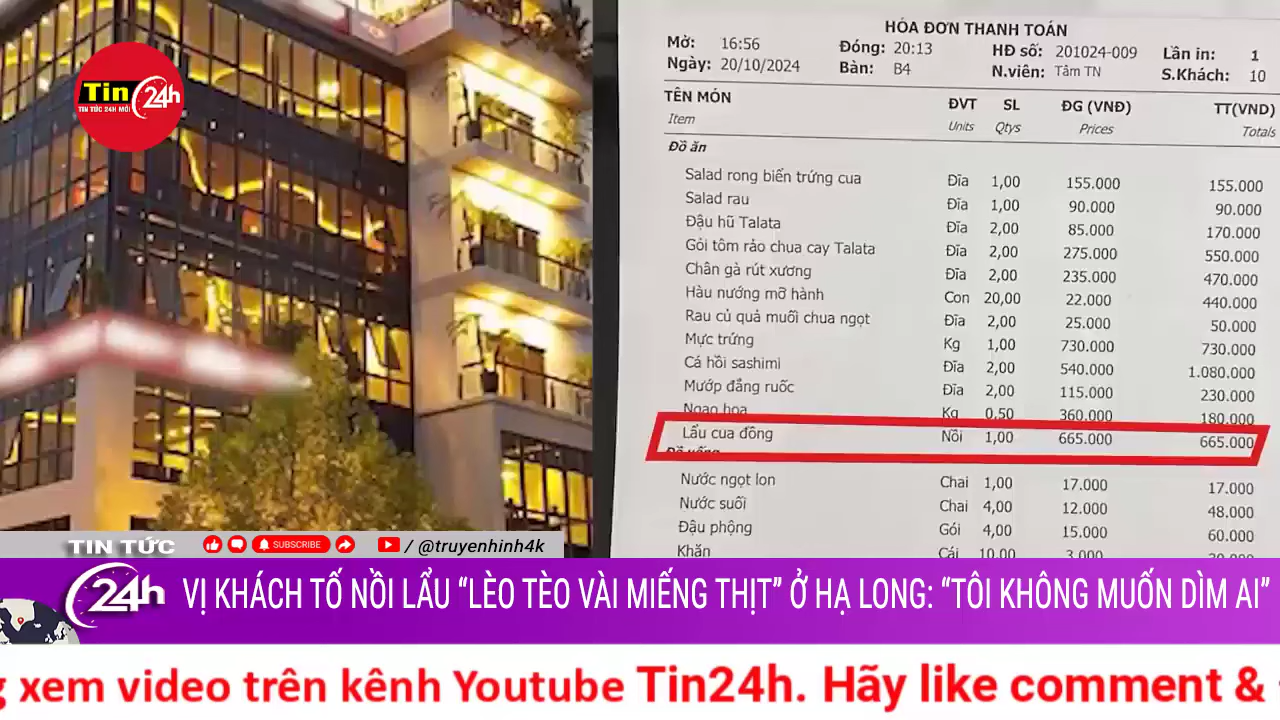 Tin 24h
TIN TỨC 24H MỚI
HÓA ĐƠN THANH TOÁN
Mở: 16:56 Đóng: 20:13 HĐ số: 201024-009 Lần in: 1
Ngày: 20/10/2024 Bàn: B4 N.viên: Tâm TN S.Khách: 10
TÊN MÓN ĐVT SL ĐG (VNĐ) TT(VND)
Item Units Qtys Prices Totals
Đồ ăn
Salad rong biển trứng cua Đĩa 1,00 155.000 155.000
Salad rau Đĩa 1,00 90.000 90.000
Đậu hũ Talata Đĩa 2,00 85.000 170.000
Gỏi tôm rảo chua cay Talata Đĩa 2,00 275.000 550.000
Chân gà rút xương Đĩa 2,00 235.000 470.000
Hàu nướng mỡ hành Con 20,00 22.000 440.000
Rau củ quả muối chua ngọt Đĩa 2,00 25.000 50.000
Mực trứng Kg 1,00 730.000 730.000
Cá hồi sashimi Đĩa 2,00 540.000 1.080.000
Mướp đắng ruốc Đĩa 2,00 115.000 230.000
Ngao hoa Kg 0,50 360.000 180.000
Lẩu cua đồng Nồi 1,00 665.000 665.000
Đồ uống
Nước ngọt lon Chai 1,00 17.000 17.000
Nước suối Chai 4,00 12.000 48.000
Đậu phộng Gói 4,00 15.000 60.000
Khăn Cái 10,00 3.000 30.000
TIN TỨC SUBSCRIBE / @truyenhinh4k
24h VỊ KHÁCH TỐ NỒI LẨU “LÈO TÈO VÀI MIẾNG THỊT” Ở HẠ LONG: “TÔI KHÔNG MUỐN DÌM AI”
g xem video trên kênh Youtube Tin24h. Hãy like comment &